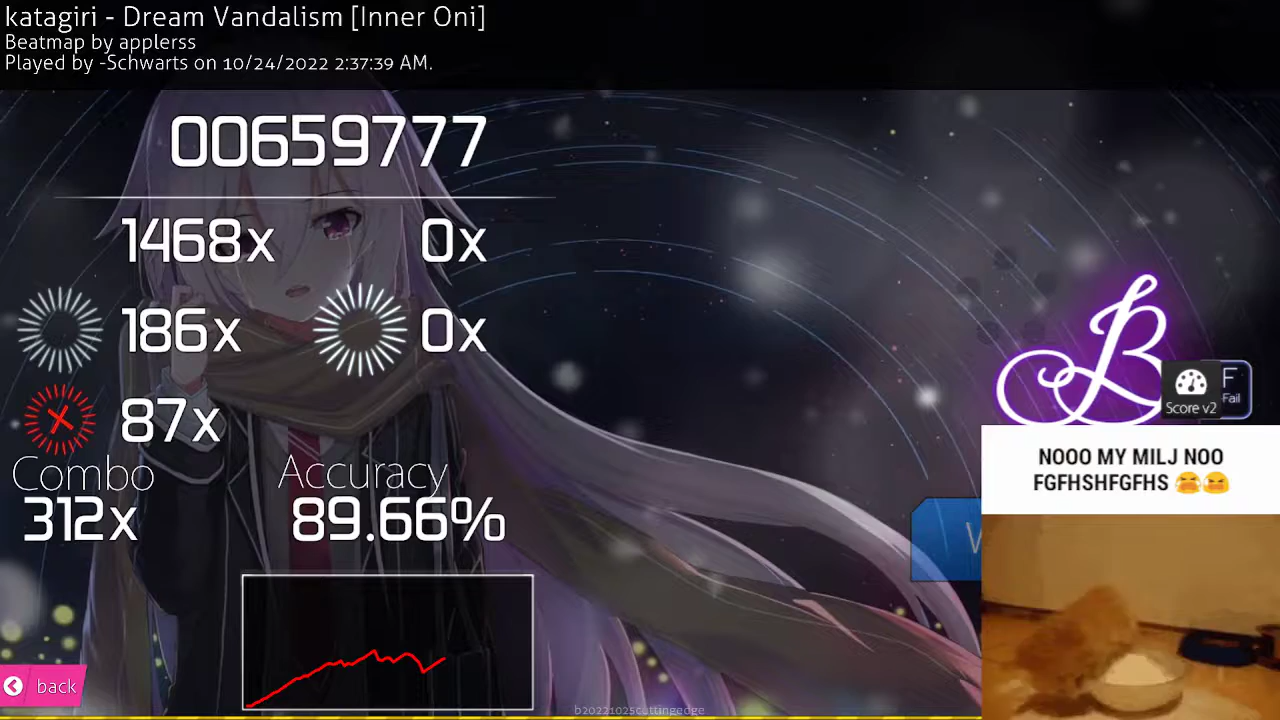 katagiri - Dream Vandalism [Inner Oni]
Beatmap by applerss
Played by -Schwarts on 10/24/2022 2:37:39 AM.
00659777
1468x 0x
186x 0x
87x
Combo Accuracy
312x 89.66%
B
Score v2
F
Fail
NOOO MY MILJ NOO
FGFHSHFGFHS 😫😆
W
back
b20221025cuttingedge